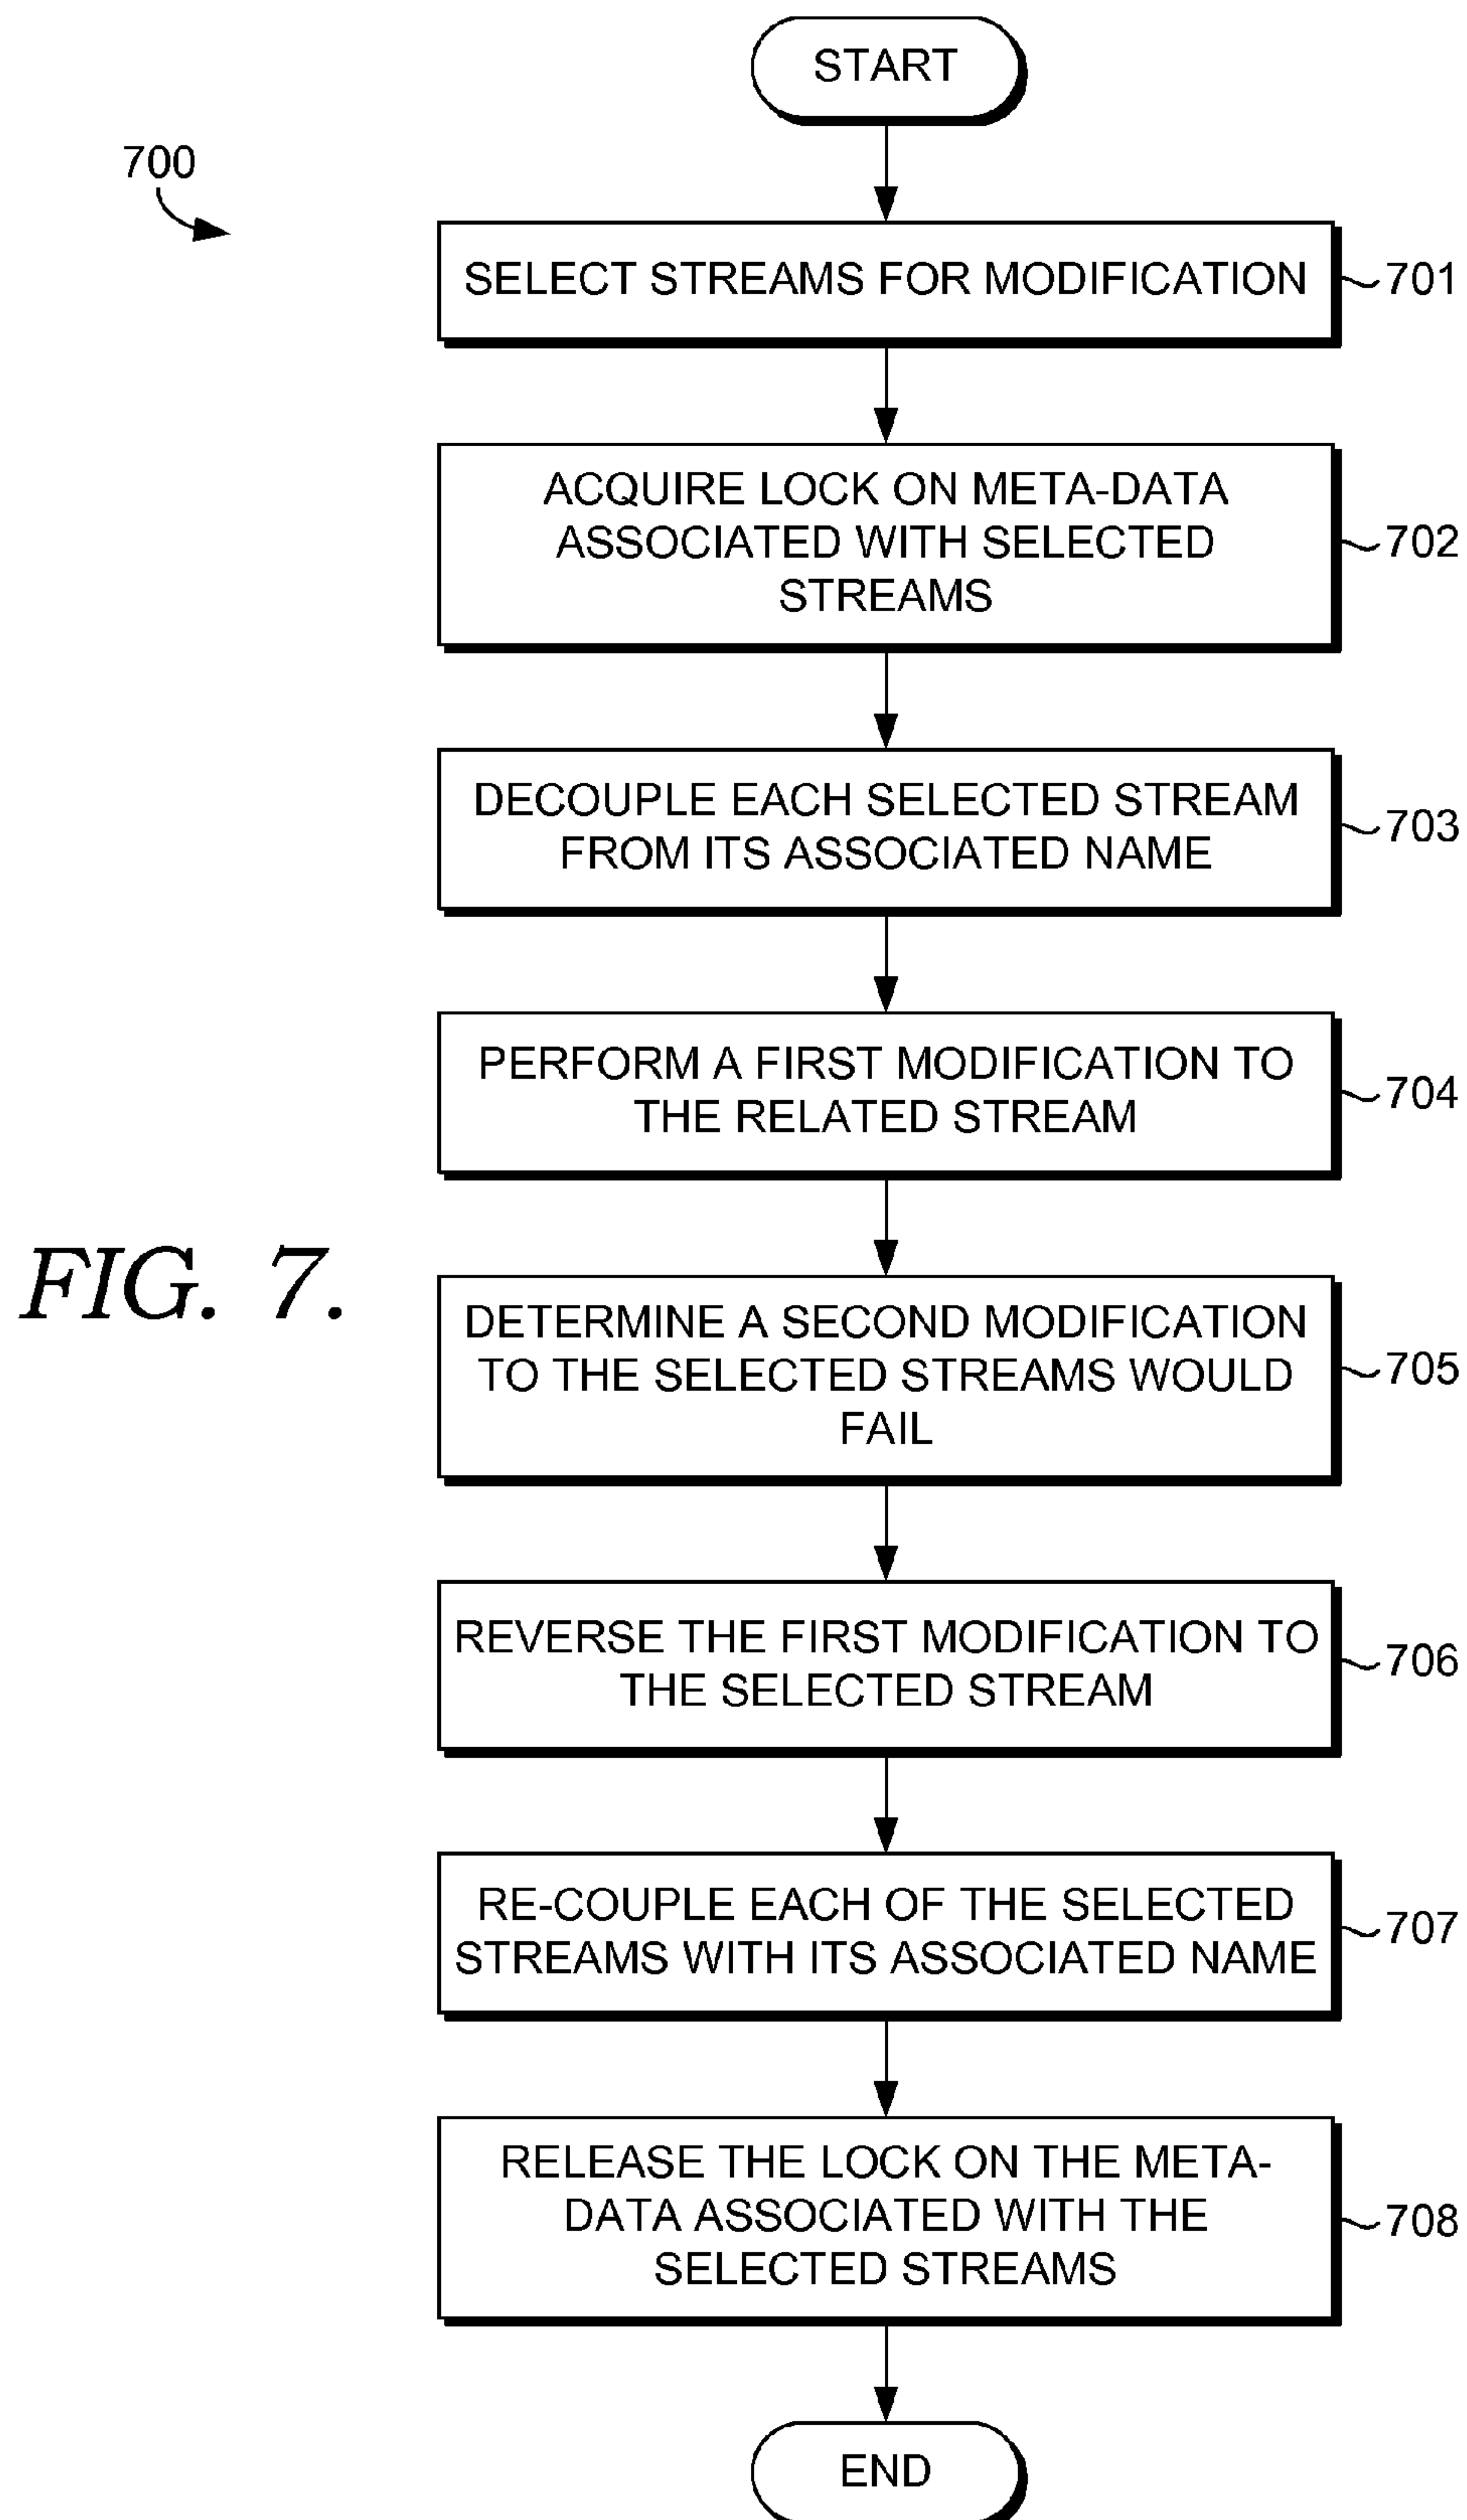 START
700
SELECT STREAMS FOR MODIFICATION
701
ACQUIRE LOCK ON META-DATA
ASSOCIATED WITH SELECTED
STREAMS
702
DECOUPLE EACH SELECTED STREAM
FROM ITS ASSOCIATED NAME
703
PERFORM A FIRST MODIFICATION TO
THE RELATED STREAM
704
FIG. 7.
DETERMINE A SECOND MODIFICATION
TO THE SELECTED STREAMS WOULD
FAIL
705
REVERSE THE FIRST MODIFICATION TO
THE SELECTED STREAM
706
RE-COUPLE EACH OF THE SELECTED
STREAMS WITH ITS ASSOCIATED NAME
707
RELEASE THE LOCK ON THE META-
DATA ASSOCIATED WITH THE
SELECTED STREAMS
708
END